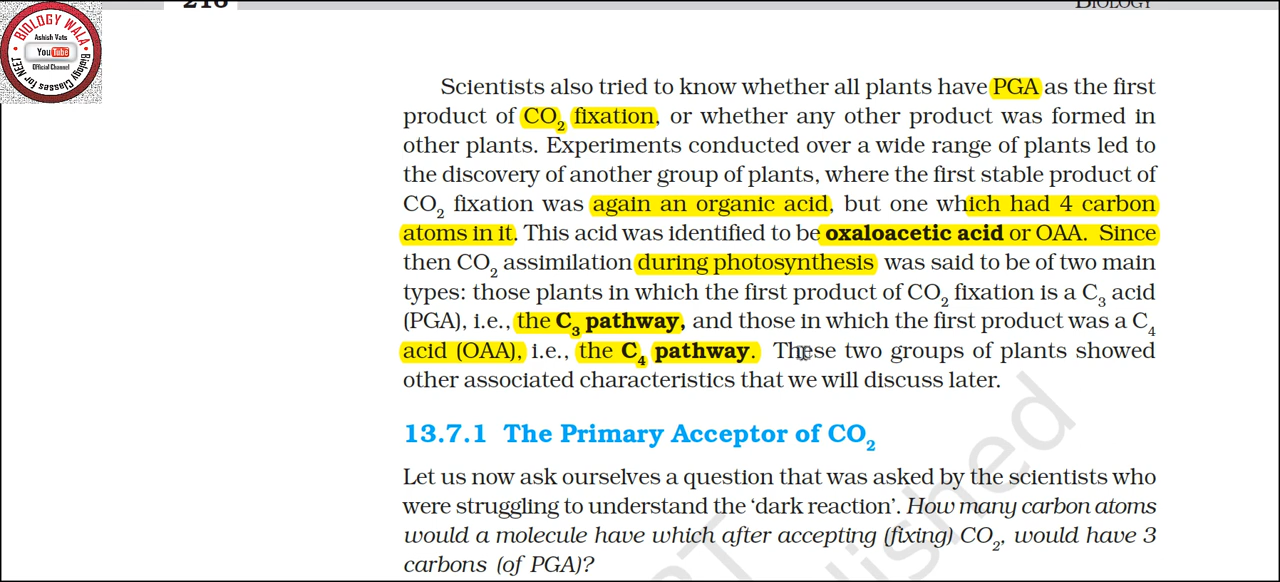 216
BIOLOGY
BIOLOGY WALA
Ashish Vats
YouTube
Official Channel
Biology Classes for NEET
Scientists also tried to know whether all plants have PGA as the first
product of CO₂ fixation, or whether any other product was formed in
other plants. Experiments conducted over a wide range of plants led to
the discovery of another group of plants, where the first stable product of
CO₂ fixation was again an organic acid, but one which had 4 carbon
atoms in it. This acid was identified to be oxaloacetic acid or OAA. Since
then CO₂ assimilation during photosynthesis was said to be of two main
types: those plants in which the first product of CO₂ fixation is a C₃ acid
(PGA), i.e., the C₃ pathway, and those in which the first product was a C₄
acid (OAA), i.e., the C₄ pathway. These two groups of plants showed
other associated characteristics that we will discuss later.
13.7.1 The Primary Acceptor of CO₂
Let us now ask ourselves a question that was asked by the scientists who
were struggling to understand the ‘dark reaction’. How many carbon atoms
would a molecule have which after accepting (fixing) CO₂, would have 3
carbons (of PGA)?